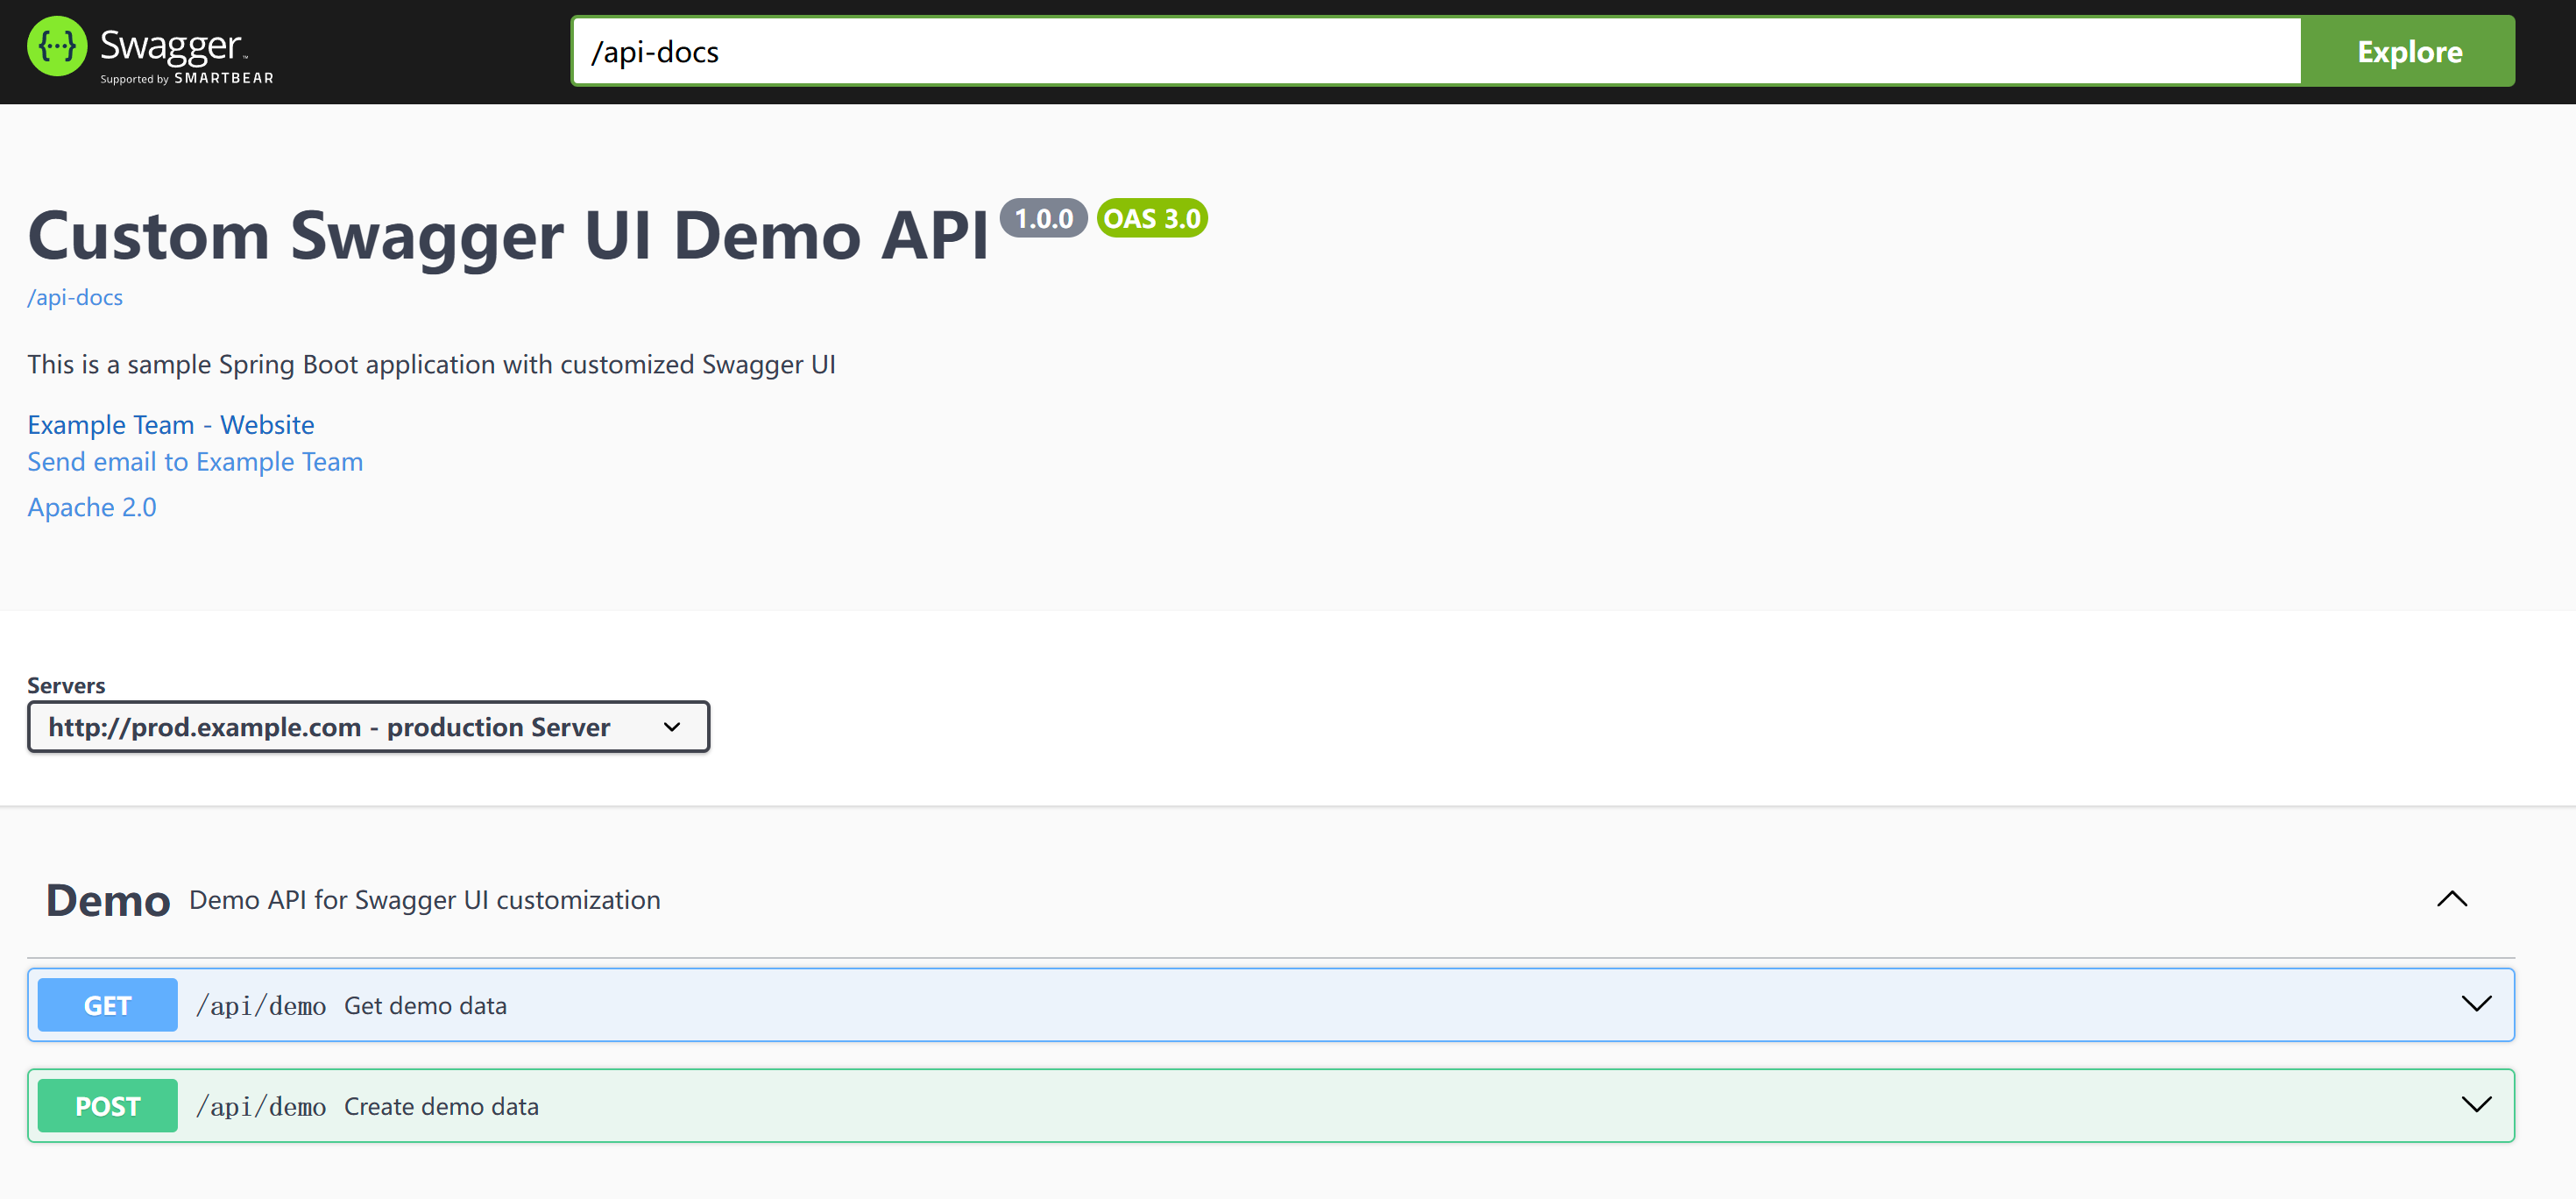 {···} Swagger™
Supported by SMARTBEAR
/api-docs
Explore
Custom Swagger UI Demo API 1.0.0 OAS 3.0
/api-docs
This is a sample Spring Boot application with customized Swagger UI
Example Team - Website
Send email to Example Team
Apache 2.0
Servers
http://prod.example.com - production Server
Demo Demo API for Swagger UI customization
GET /api/demo Get demo data
POST /api/demo Create demo data